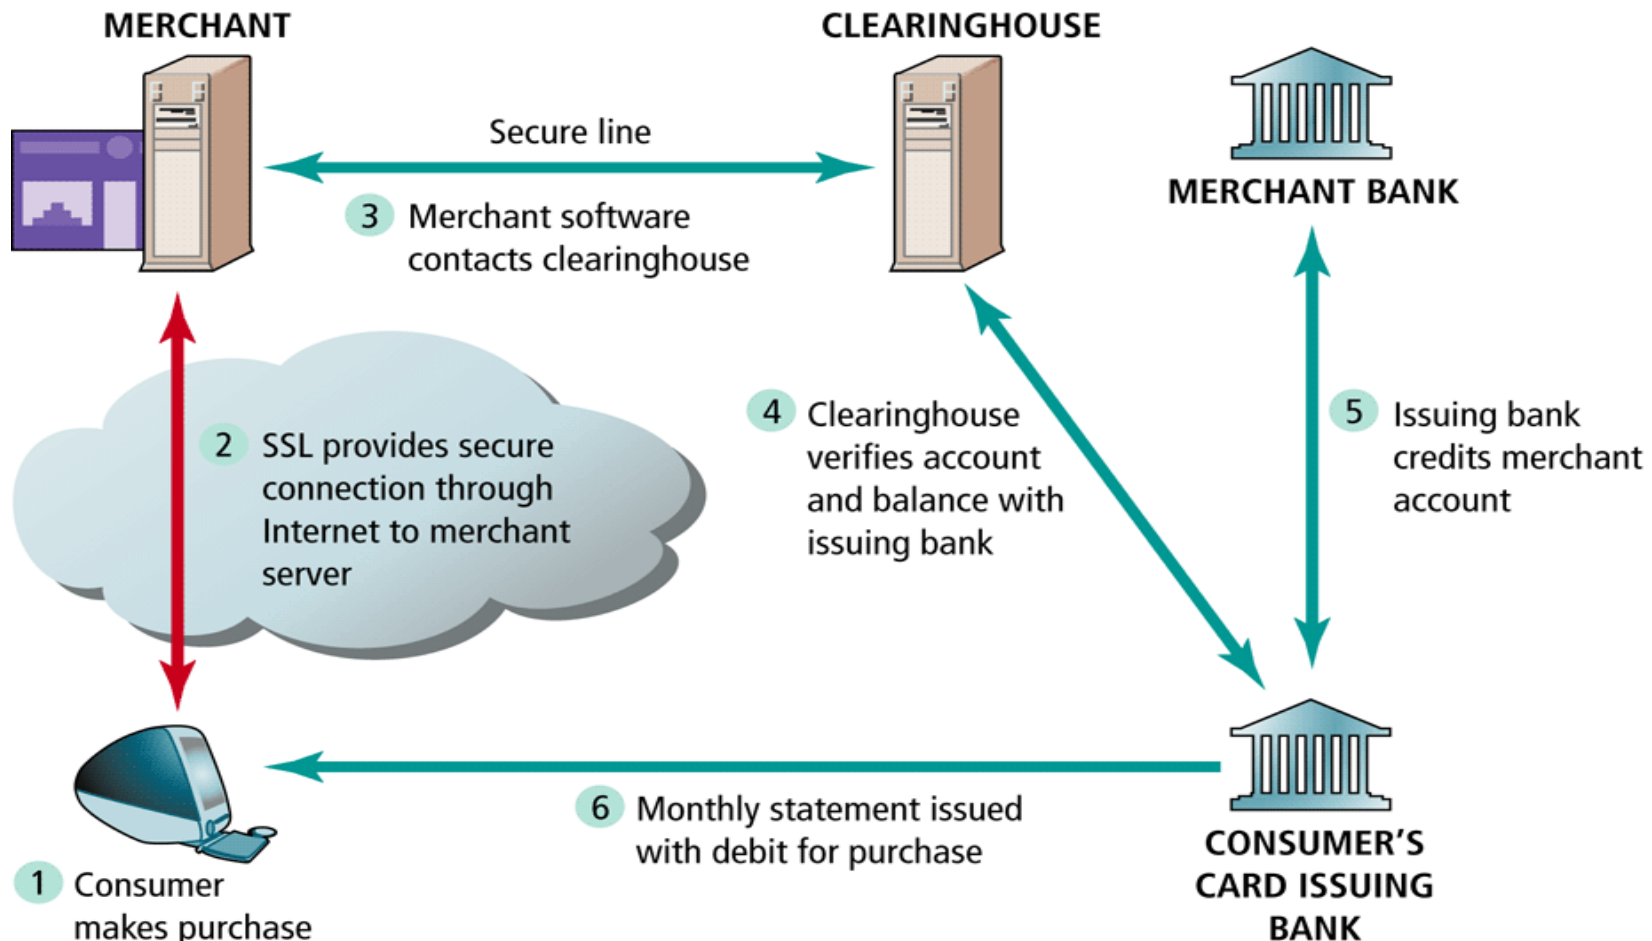 MERCHANT
CLEARINGHOUSE
MERCHANT BANK
Secure line
3 Merchant software
contacts clearinghouse
2 SSL provides secure
connection through
Internet to merchant
server
4 Clearinghouse
verifies account
and balance with
issuing bank
5 Issuing bank
credits merchant
account
6 Monthly statement issued
with debit for purchase
1 Consumer
makes purchase
CONSUMER'S
CARD ISSUING
BANK